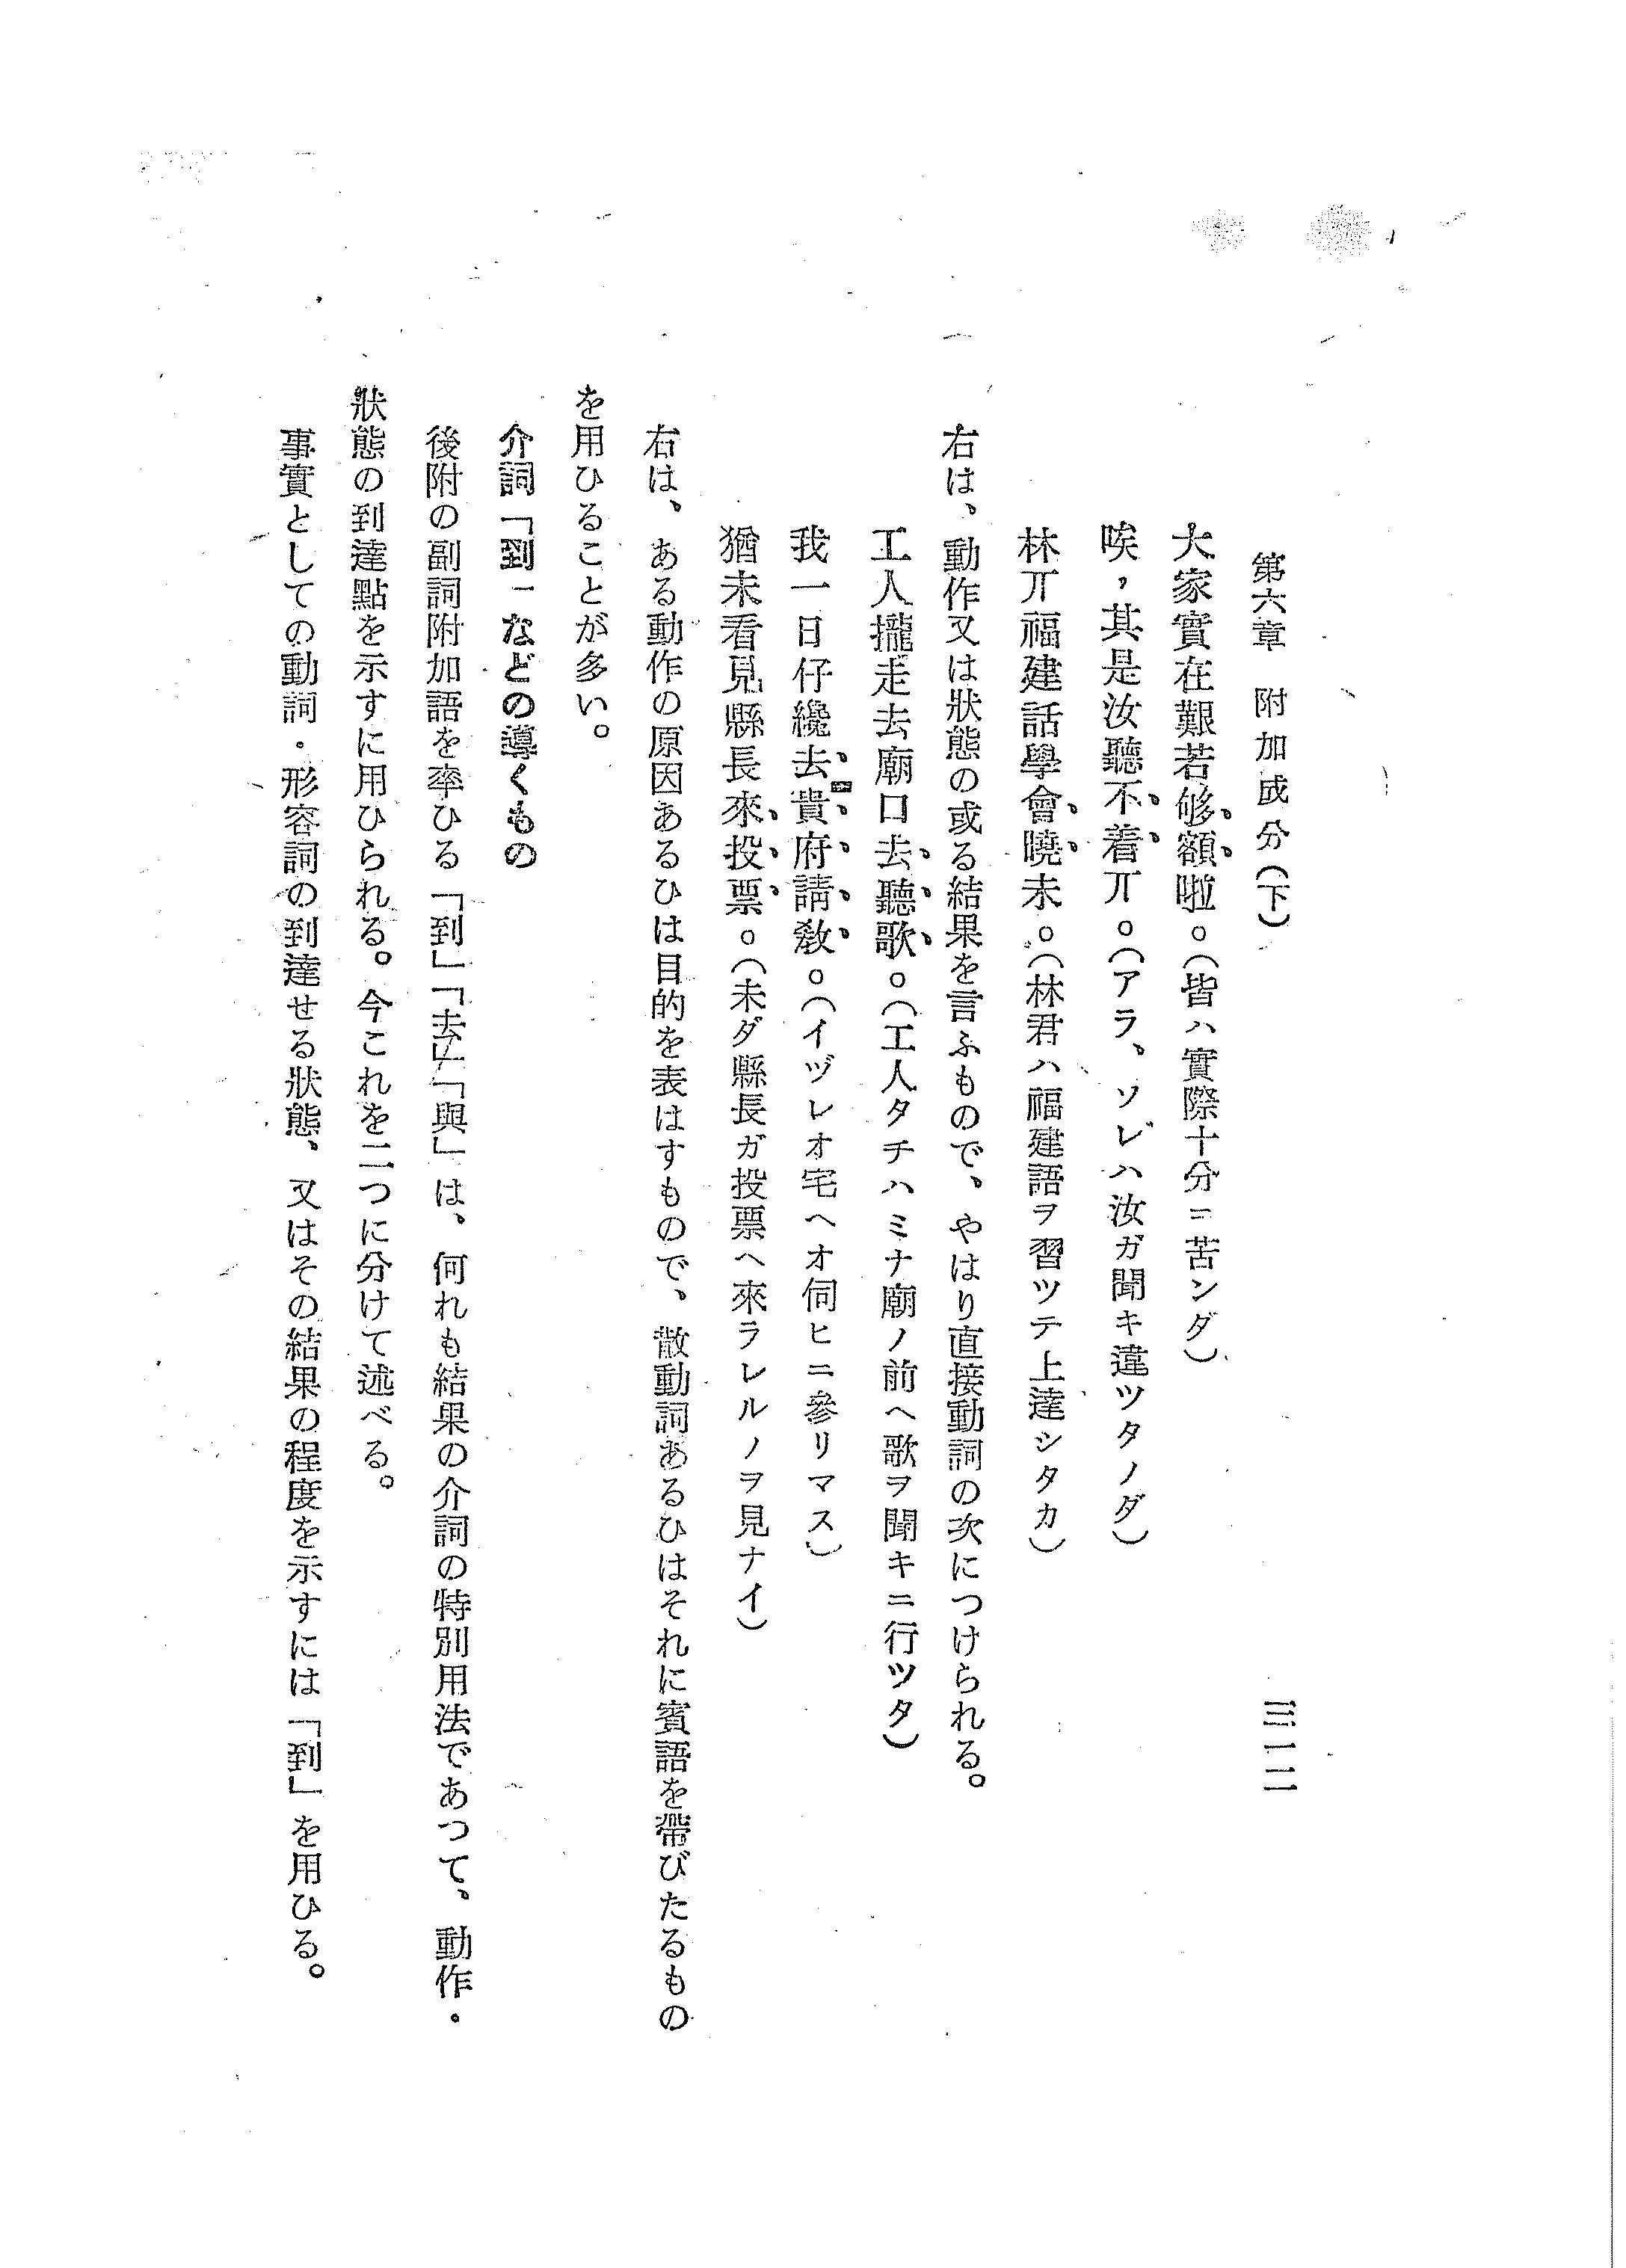 第六章　附加成分（下）
三一二
大家實在艱若够額啦。（皆ハ實際十分ニ苦ンダ）
唉，其是汝聽不着丌。（アラ、ソレハ汝ガ聞キ違ツタノダ）
林丌福建話學會曉未。（林君ハ福建語ヲ習ツテ上達シタカ）
右は、動作又は狀態の或る結果を言ふもので、やはり直接動詞の次につけられる。
工人攏走去廟口去聽歌。（工人タチハミナ廟ノ前ヘ歌ヲ聞キニ行ツタ）
我一日仔纔去貴府請敎。（イヅレオ宅ヘオ伺ヒニ參リマス）
猶未看見縣長來投票。（未ダ縣長ガ投票ヘ來ラレルノヲ見ナイ）
右は、ある動作の原因あるひは目的を表はすもので、散動詞あるひはそれに賓語を帶びたるもの
を用ひることが多い。
介詞「到」などの導くもの
後附の副詞附加語を率ひる「到」「去」「與」は、何れも結果の介詞の特別用法であつて、動作・
狀態の到達點を示すに用ひられる。今これを二つに分けて述べる。
事實としての動詞・形容詞の到達せる狀態、又はその結果の程度を示すには「到」を用ひる。